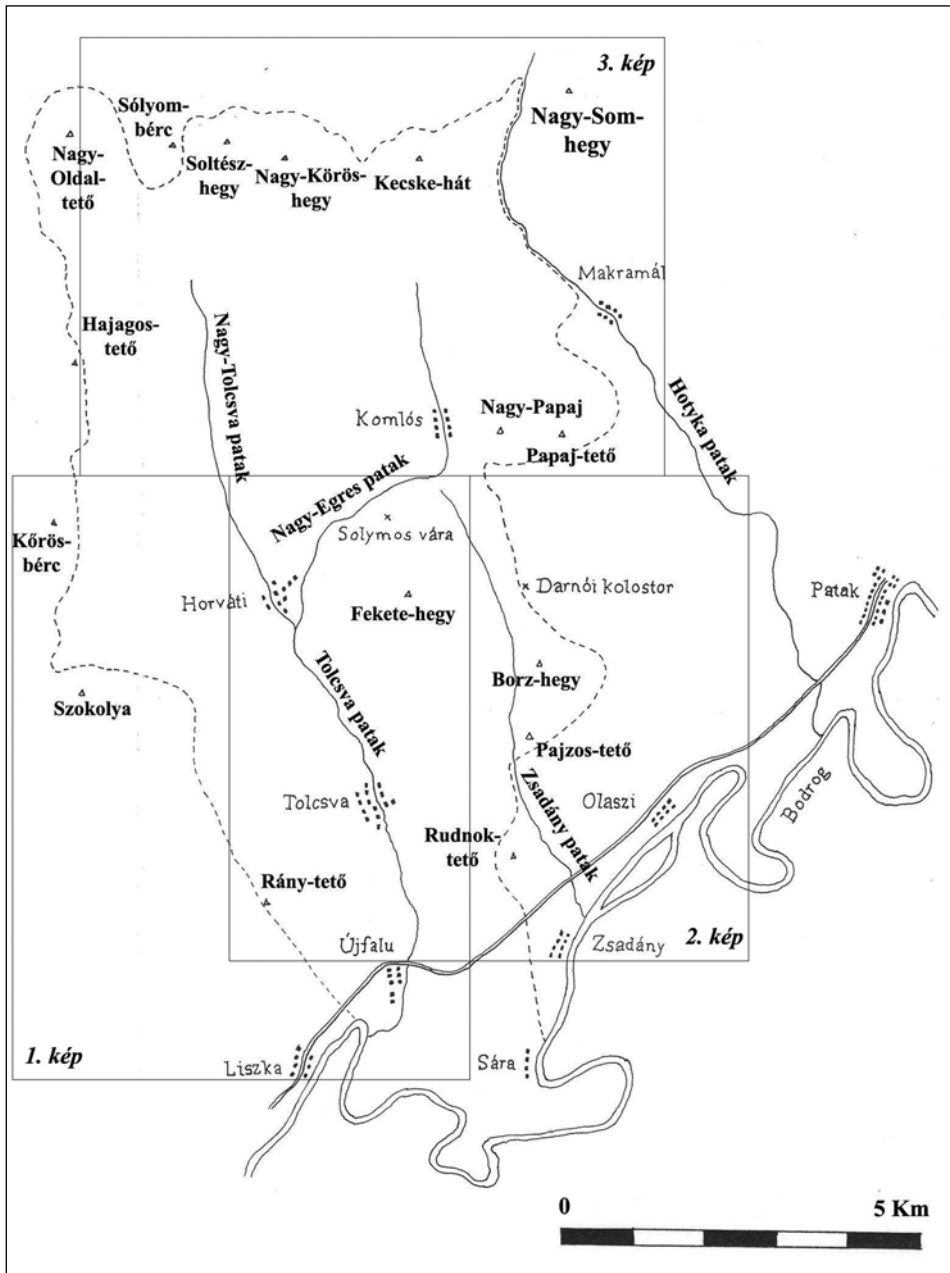 3. kép
Sólyom-
bérc
Nagy-Som-
hegy
Nagy-
Oldal-
tető
Soltész-
hegy
Nagy-Kőrös-
hegy
Kecske-hát
Makramál
Hajagos-
tető
Nagy-Tolcsva patak
Komlós
Nagy-Papaj
Papaj-tető
Hotyka patak
Nagy-Egres patak
Solymos vára
Kőrös-
bérc
Horváti
Fekete-hegy
Darnói kolostor
Patak
Szokolya
Tolcsva patak
Borz-hegy
Pajzos-tető
Tolcsva
Olaszi
Bodrog
Rudnok-
tető
Zsadány patak
Rány-tető
Újfalu
Zsadány
2. kép
1. kép
Liszka
Sára
0 5 Km